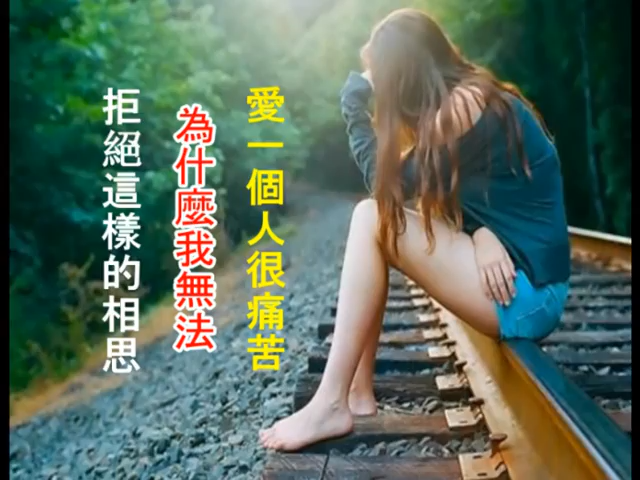 愛一個人很痛苦
為什麼我無法
拒絕這樣的相思